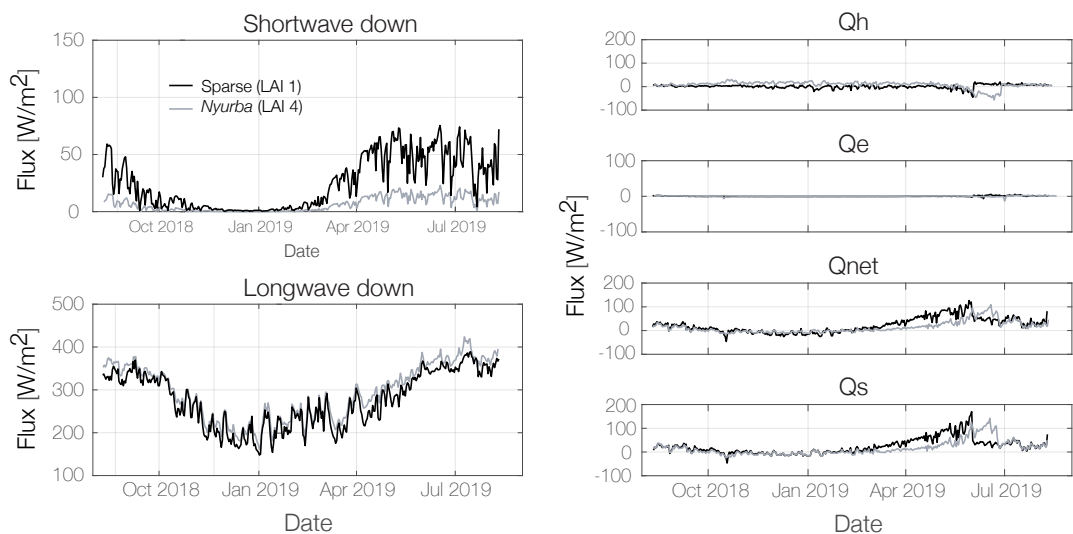 Shortwave down
150
100
50
0
Flux [W/m2]
Sparse (LAI 1)
Nyurba (LAI 4)
Oct 2018 Jan 2019 Apr 2019 Jul 2019
Date
Longwave down
500
400
300
200
100
Flux [W/m2]
Oct 2018 Jan 2019 Apr 2019 Jul 2019
Date
Flux [W/m2]
Qh
200
100
0
-100
Qe
100
0
-100
Qnet
200
100
0
-100
Qs
200
100
0
-100
Oct 2018 Jan 2019 Apr 2019 Jul 2019
Date